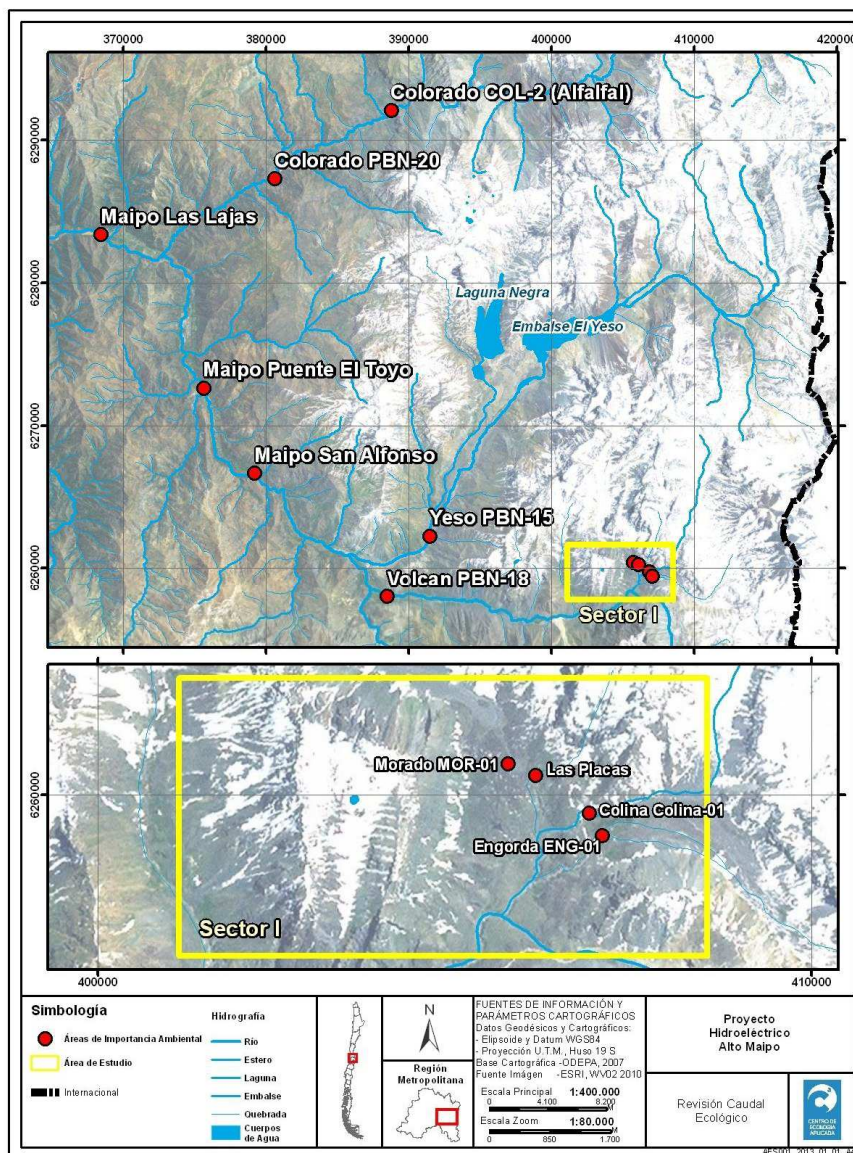 370000 380000 390000 400000 410000 420000
6290000
6280000
6270000
6260000
Colorado COL-2 (Alfalfal)
Colorado PBN-20
Maipo Las Lajas
Laguna Negra
Embalse El Yeso
Maipo Puente El Toyo
Maipo San Alfonso
Yeso PBN-15
Volcan PBN-18
Sector I
6260000
Morado MOR-01
Las Placas
Colina Colina-01
Engorda ENG-01
Sector I
400000 410000
Simbología
Áreas de Importancia Ambiental
Área de Estudio
Internacional
Hidrografía
Río
Estero
Laguna
Embalse
Quebrada
Cuerpos
de Agua
N
Región
Metropolitana
FUENTES DE INFORMACIÓN Y
PARÁMETROS CARTOGRÁFICOS
Datos Geodésicos y Cartográficos:
- Elipsoide y Datum WGS84
- Proyección U.T.M., Huso 19 S
Base Cartográfica -ODEPA, 2007
Fuente Imágen -ESRI, WV02 2010
Escala Principal 1:400.000
0 4.100 8.200
M
Escala Zoom 1:80.000
0 850 1.700
M
Proyecto
Hidroeléctrico
Alto Maipo
Revisión Caudal
Ecológico
CENTRO DE
ECOLOGÍA
APLICADA
AES001_2013_01_01_A4